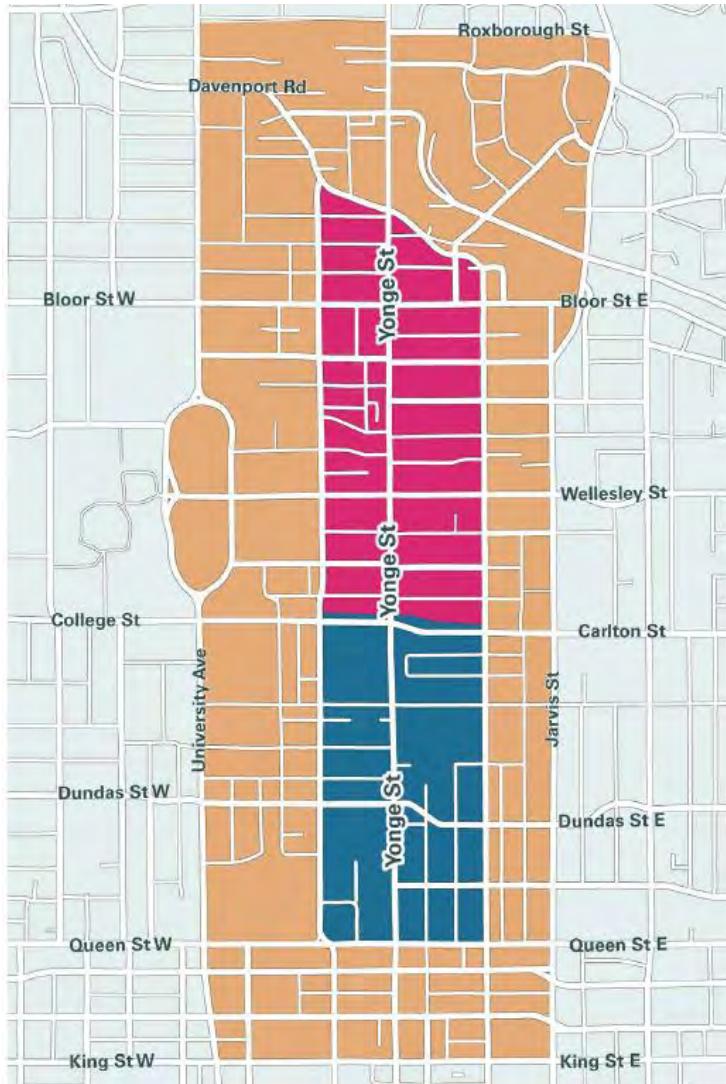 Roxborough St
Davenport Rd
Yonge St
Bloor St W
Bloor St E
Wellesley St
Yonge St
College St
Carlton St
University Ave
Jarvis St
Yonge St
Dundas St W
Dundas St E
Queen St W
Queen St E
King St W
King St E